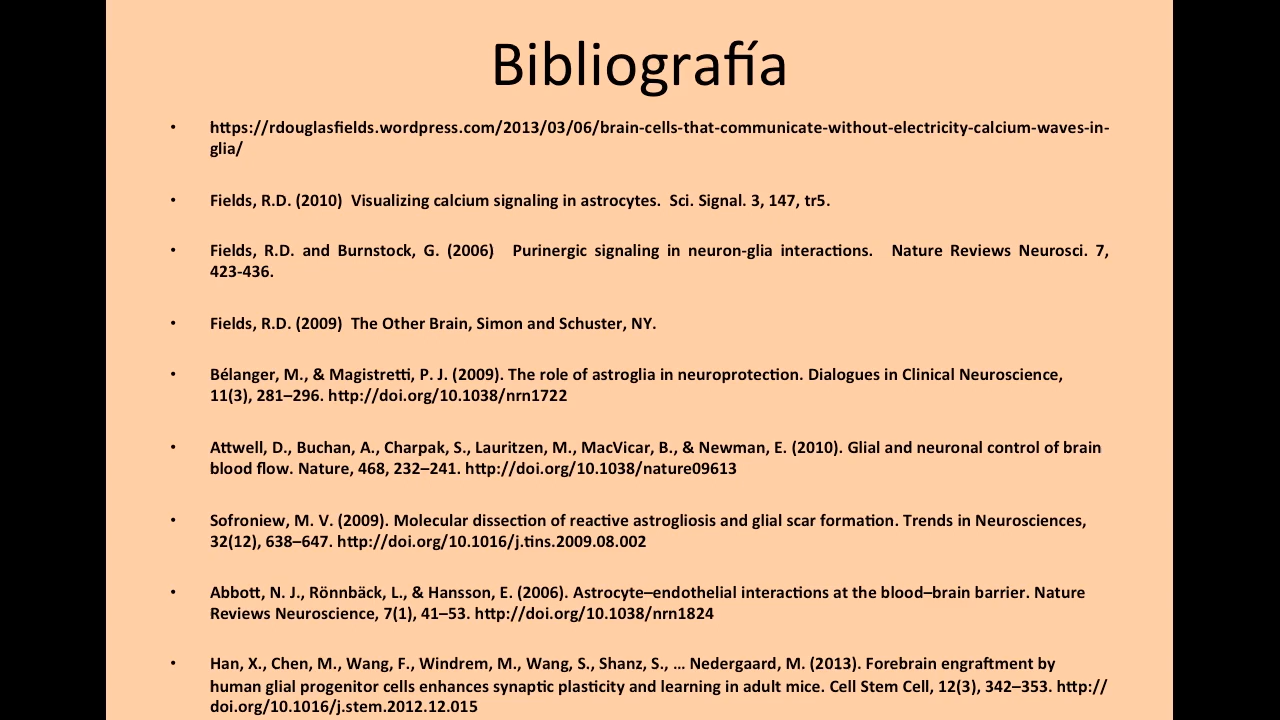 Bibliografía
• https://rdouglasfields.wordpress.com/2013/03/06/brain-cells-that-communicate-without-electricity-calcium-waves-in-
glia/
• Fields, R.D. (2010)  Visualizing calcium signaling in astrocytes.  Sci. Signal. 3, 147, tr5.
• Fields, R.D. and Burnstock, G. (2006)  Purinergic signaling in neuron-glia interactions.  Nature Reviews Neurosci. 7,
423-436.
• Fields, R.D. (2009)  The Other Brain, Simon and Schuster, NY.
• Bélanger, M., & Magistretti, P. J. (2009). The role of astroglia in neuroprotection. Dialogues in Clinical Neuroscience,
11(3), 281–296. http://doi.org/10.1038/nrn1722
• Attwell, D., Buchan, A., Charpak, S., Lauritzen, M., MacVicar, B., & Newman, E. (2010). Glial and neuronal control of brain
blood flow. Nature, 468, 232–241. http://doi.org/10.1038/nature09613
• Sofroniew, M. V. (2009). Molecular dissection of reactive astrogliosis and glial scar formation. Trends in Neurosciences,
32(12), 638–647. http://doi.org/10.1016/j.tins.2009.08.002
• Abbott, N. J., Rönnbäck, L., & Hansson, E. (2006). Astrocyte–endothelial interactions at the blood–brain barrier. Nature
Reviews Neuroscience, 7(1), 41–53. http://doi.org/10.1038/nrn1824
• Han, X., Chen, M., Wang, F., Windrem, M., Wang, S., Shanz, S., … Nedergaard, M. (2013). Forebrain engraftment by
human glial progenitor cells enhances synaptic plasticity and learning in adult mice. Cell Stem Cell, 12(3), 342–353. http://
doi.org/10.1016/j.stem.2012.12.015